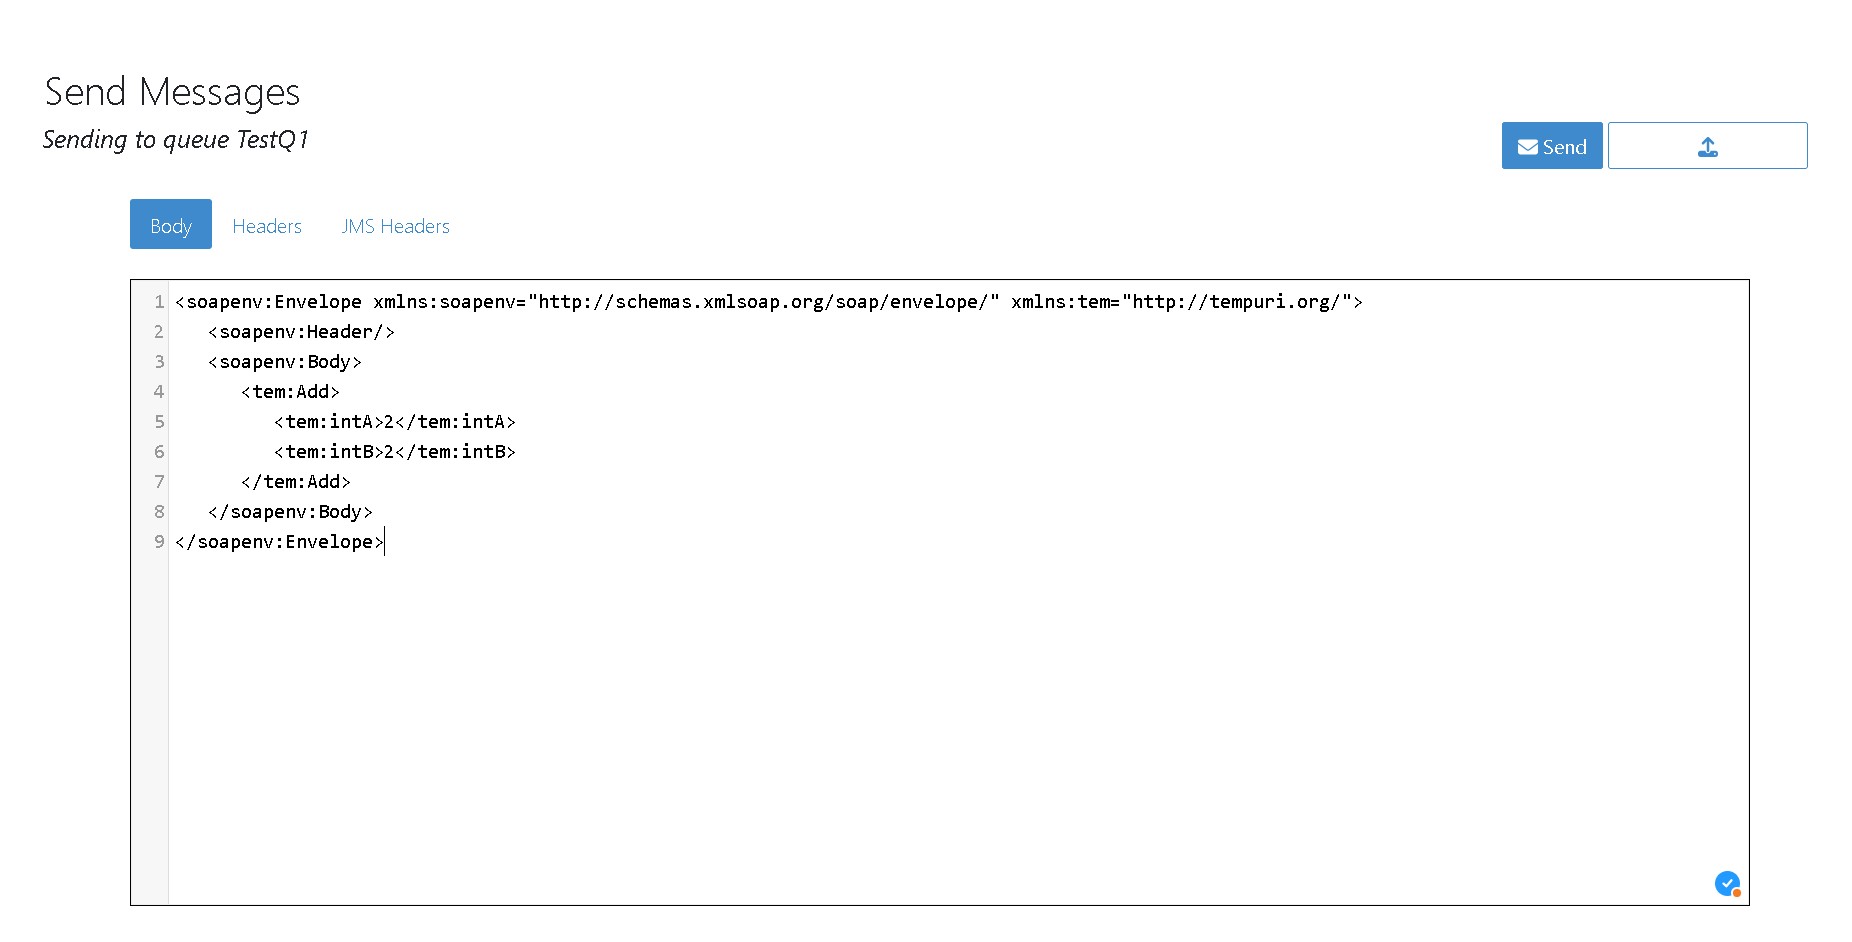 Send Messages
Sending to queue TestQ1
Send
Body Headers JMS Headers
1 <soapenv:Envelope xmlns:soapenv="http://schemas.xmlsoap.org/soap/envelope/" xmlns:tem="http://tempuri.org/">
2    <soapenv:Header/>
3    <soapenv:Body>
4       <tem:Add>
5          <tem:intA>2</tem:intA>
6          <tem:intB>2</tem:intB>
7       </tem:Add>
8    </soapenv:Body>
9 </soapenv:Envelope>